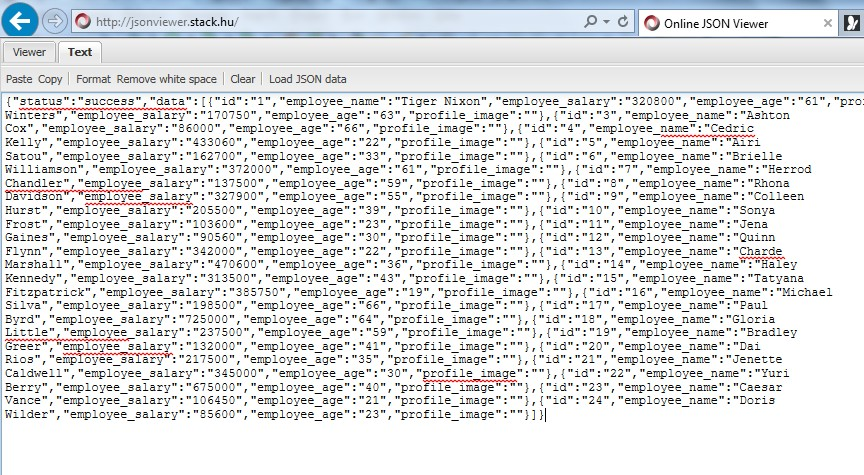 http://jsonviewer.stack.hu/
Online JSON Viewer
Viewer Text
Paste Copy Format Remove white space Clear Load JSON data
{"status":"success","data":[{"id":"1","employee_name":"Tiger Nixon","employee_salary":"320800","employee_age":"61","pro
Winters","employee_salary":"170750","employee_age":"63","profile_image":""},{"id":"3","employee_name":"Ashton
Cox","employee_salary":"86000","employee_age":"66","profile_image":""},{"id":"4","employee_name":"Cedric
Kelly","employee_salary":"433060","employee_age":"22","profile_image":""},{"id":"5","employee_name":"Airi
Satou","employee_salary":"162700","employee_age":"33","profile_image":""},{"id":"6","employee_name":"Brielle
Williamson","employee_salary":"372000","employee_age":"61","profile_image":""},{"id":"7","employee_name":"Herrod
Chandler","employee_salary":"137500","employee_age":"59","profile_image":""},{"id":"8","employee_name":"Rhona
Davidson","employee_salary":"327900","employee_age":"55","profile_image":""},{"id":"9","employee_name":"Colleen
Hurst","employee_salary":"205500","employee_age":"39","profile_image":""},{"id":"10","employee_name":"Sonya
Frost","employee_salary":"103600","employee_age":"23","profile_image":""},{"id":"11","employee_name":"Jena
Gaines","employee_salary":"90560","employee_age":"30","profile_image":""},{"id":"12","employee_name":"Quinn
Flynn","employee_salary":"342000","employee_age":"22","profile_image":""},{"id":"13","employee_name":"Charde
Marshall","employee_salary":"470600","employee_age":"36","profile_image":""},{"id":"14","employee_name":"Haley
Kennedy","employee_salary":"313500","employee_age":"43","profile_image":""},{"id":"15","employee_name":"Tatyana
Fitzpatrick","employee_salary":"385750","employee_age":"19","profile_image":""},{"id":"16","employee_name":"Michael
Silva","employee_salary":"198500","employee_age":"66","profile_image":""},{"id":"17","employee_name":"Paul
Byrd","employee_salary":"725000","employee_age":"64","profile_image":""},{"id":"18","employee_name":"Gloria
Little","employee_salary":"237500","employee_age":"59","profile_image":""},{"id":"19","employee_name":"Bradley
Greer","employee_salary":"132000","employee_age":"41","profile_image":""},{"id":"20","employee_name":"Dai
Rios","employee_salary":"217500","employee_age":"35","profile_image":""},{"id":"21","employee_name":"Jenette
Caldwell","employee_salary":"345000","employee_age":"30","profile_image":""},{"id":"22","employee_name":"Yuri
Berry","employee_salary":"675000","employee_age":"40","profile_image":""},{"id":"23","employee_name":"Caesar
Vance","employee_salary":"106450","employee_age":"21","profile_image":""},{"id":"24","employee_name":"Doris
Wilder","employee_salary":"85600","employee_age":"23","profile_image":""}]}